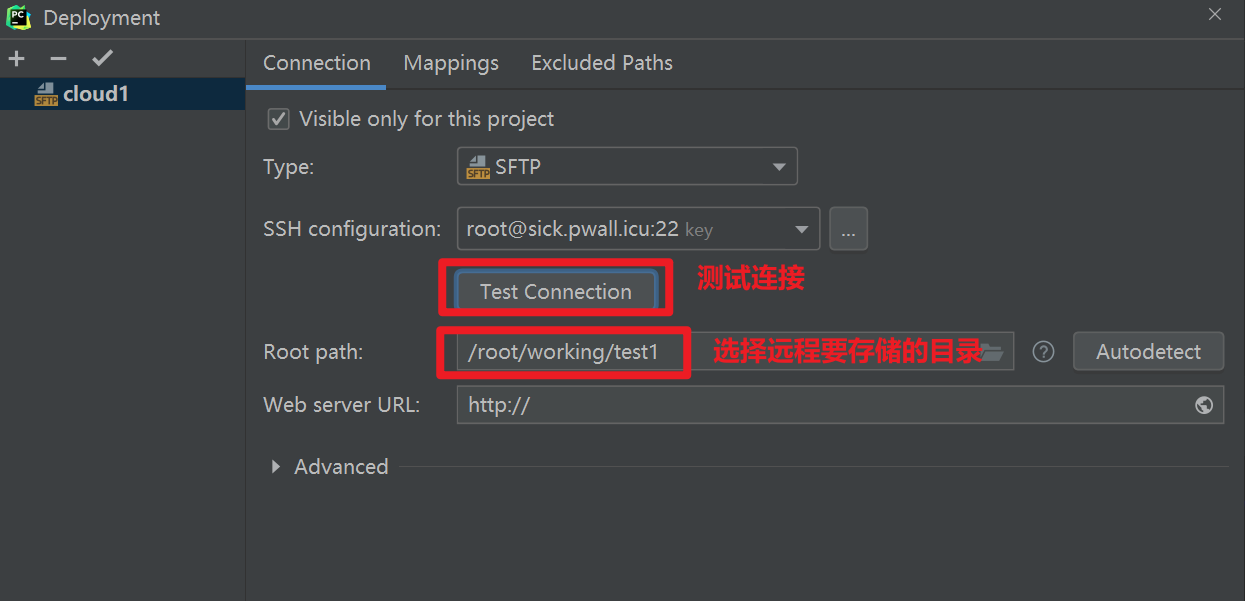 Deployment
cloud1
Connection Mappings Excluded Paths
Visible only for this project
Type: SFTP
SSH configuration: root@sick.pwall.icu:22 key ...
Test Connection 测试连接
Root path: /root/working/test1 选择远程要存储的目录 ? Autodetect
Web server URL: http://
Advanced